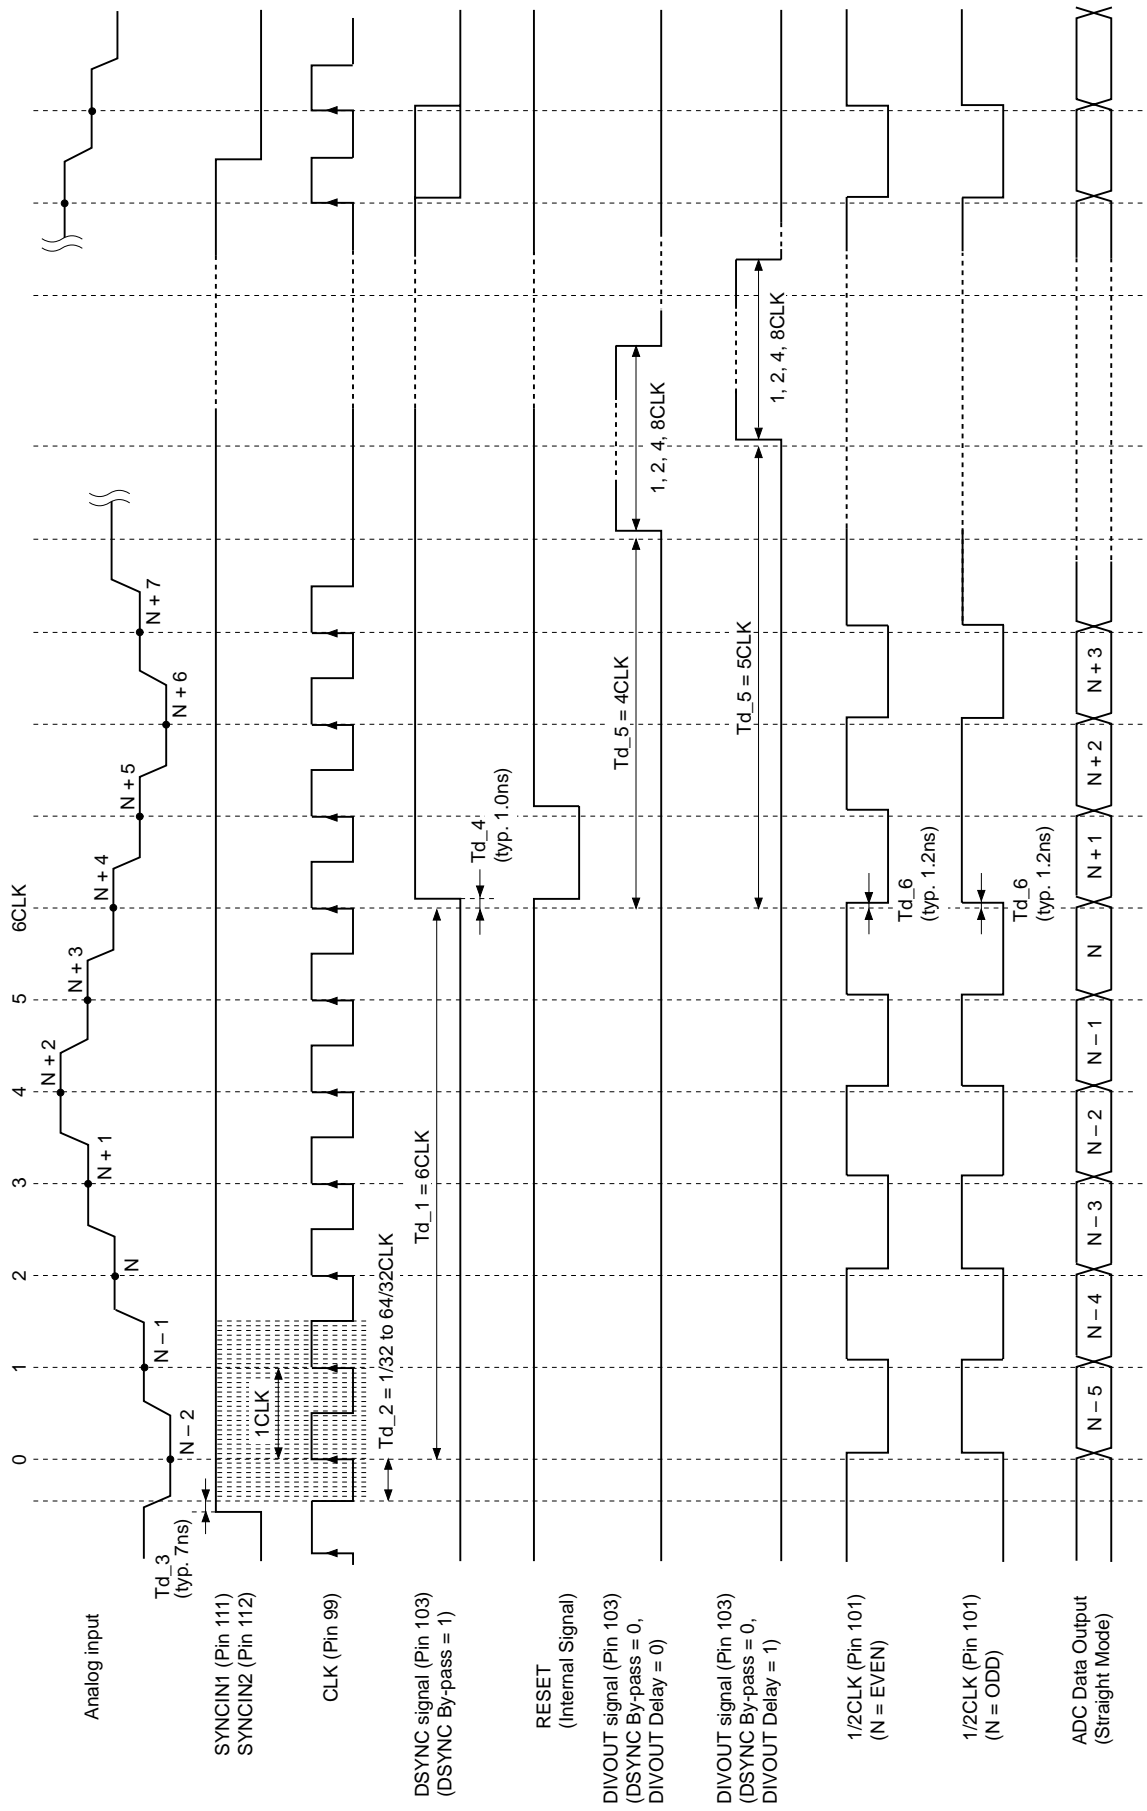 0
1
2
3
4
5
6CLK
Analog input
Td_3
(typ. 7ns)
N – 2
N – 1
N
N + 1
N + 2
N + 3
N + 4
N + 5
N + 6
N + 7
SYNCIN1 (Pin 111)
SYNCIN2 (Pin 112)
1CLK
CLK (Pin 99)
Td_2 = 1/32 to 64/32CLK
DSYNC signal (Pin 103)
(DSYNC By-pass = 1)
Td_1 = 6CLK
Td_4
(typ. 1.0ns)
RESET
(Internal Signal)
DIVOUT signal (Pin 103)
(DSYNC By-pass = 0,
DIVOUT Delay = 0)
Td_5 = 4CLK
1, 2, 4, 8CLK
DIVOUT signal (Pin 103)
(DSYNC By-pass = 0,
DIVOUT Delay = 1)
Td_5 = 5CLK
1, 2, 4, 8CLK
1/2CLK (Pin 101)
(N = EVEN)
Td_6
(typ. 1.2ns)
1/2CLK (Pin 101)
(N = ODD)
Td_6
(typ. 1.2ns)
ADC Data Output
(Straight Mode)
N – 5
N – 4
N – 3
N – 2
N – 1
N
N + 1
N + 2
N + 3